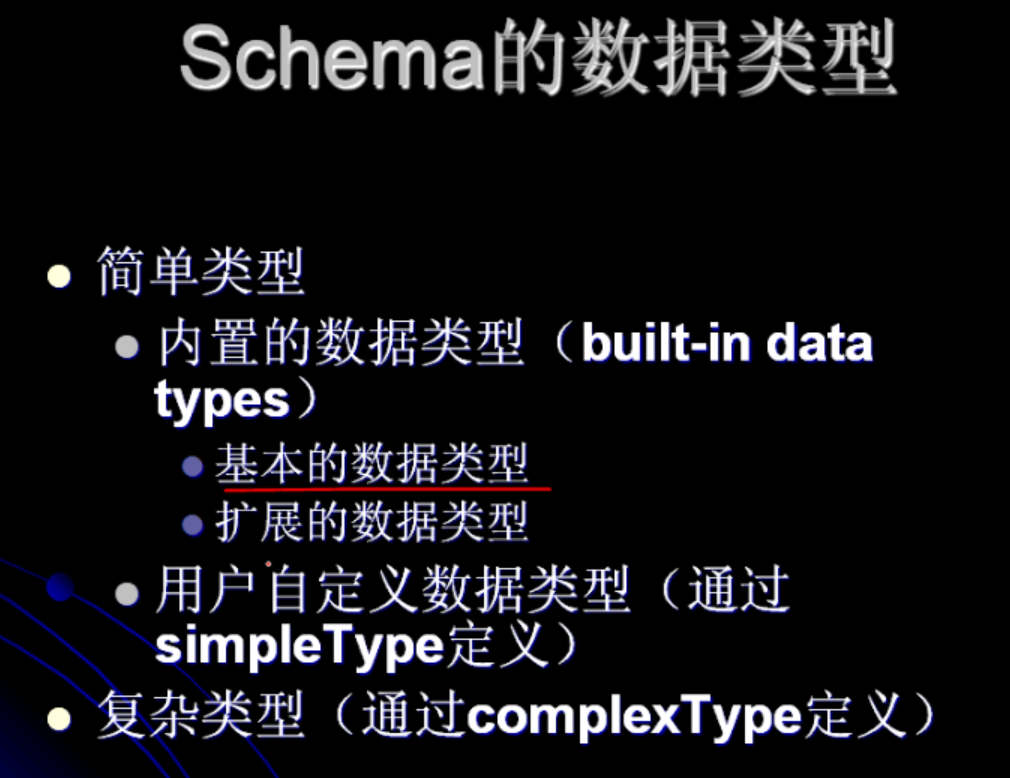 Schema的数据类型
简单类型
内置的数据类型（built-in data
types）
基本的数据类型
扩展的数据类型
用户自定义数据类型（通过
simpleType定义）
复杂类型（通过complexType定义）